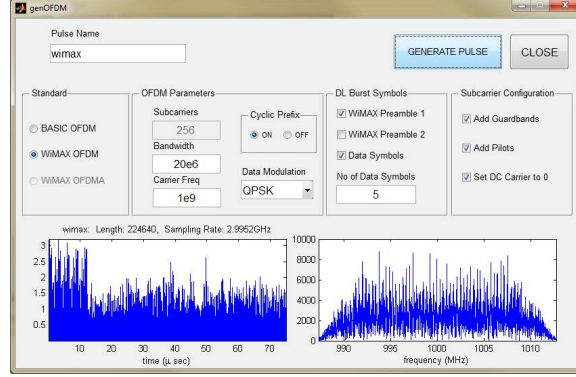 genOFDM
Pulse Name
wimax
GENERATE PULSE
CLOSE
Standard
BASIC OFDM
WiMAX OFDM
WiMAX OFDMA
OFDM Parameters
Subcarriers
256
Bandwidth
20e6
Carrier Freq
1e9
Cyclic Prefix
ON OFF
Data Modulation
QPSK
DL Burst Symbols
WiMAX Preamble 1
WiMAX Preamble 2
Data Symbols
No of Data Symbols
5
Subcarrier Configuration
Add Guardbands
Add Pilots
Set DC Carrier to 0
wimax: Length: 224640, Sampling Rate: 2.9952GHz
3
2.5
2
1.5
1
0.5
10 20 30 40 50 60 70
time (μ sec)
10000
8000
6000
4000
2000
0
990 995 1000 1005 1010
frequency (MHz)